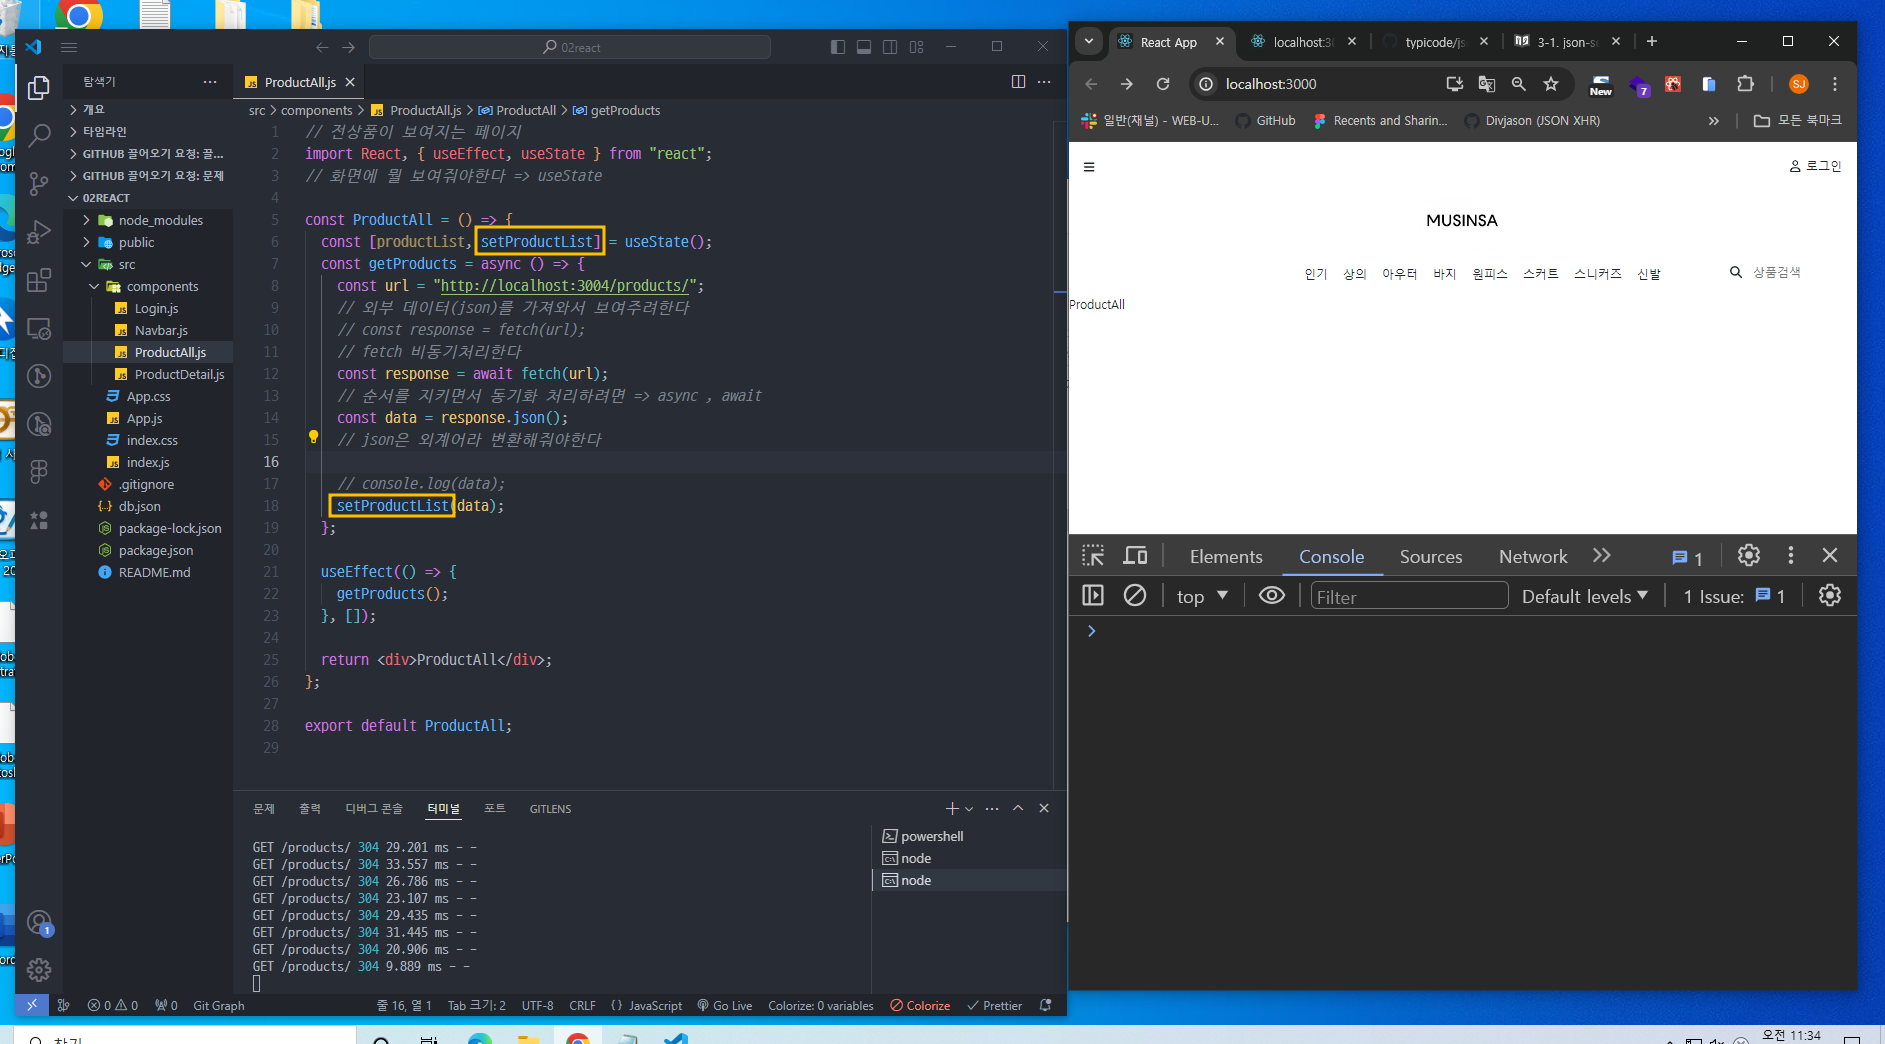 02react
탐색기
개요
타임라인
GITHUB 끌어오기 요청: 끌...
GITHUB 끌어오기 요청: 문제
02REACT
node_modules
public
src
components
Login.js
Navbar.js
ProductAll.js
ProductDetail.js
App.css
App.js
index.css
index.js
.gitignore
db.json
package-lock.json
package.json
README.md
ProductAll.js
src > components > ProductAll.js > ProductAll > getProducts
1 // 전상품이 보여지는 페이지
2 import React, { useEffect, useState } from "react";
3 // 화면에 뭘 보여줘야한다 => useState
4
5 const ProductAll = () => {
6 const [productList, setProductList] = useState();
7 const getProducts = async () => {
8 const url = "http://localhost:3004/products/";
9 // 외부 데이터(json)를 가져와서 보여주려한다
10 // const response = fetch(url);
11 // fetch 비동기처리한다
12 const response = await fetch(url);
13 // 순서를 지키면서 동기화 처리하려면 => async , await
14 const data = response.json();
15 // json은 외계어라 변환해줘야한다
16
17 // console.log(data);
18 setProductList(data);
19 };
20
21 useEffect(() => {
22 getProducts();
23 }, []);
24
25 return <div>ProductAll</div>;
26 };
27
28 export default ProductAll;
29
문제 출력 디버그 콘솔 터미널 포트 GITLENS
GET /products/ 304 29.201 ms - -
GET /products/ 304 33.557 ms - -
GET /products/ 304 26.786 ms - -
GET /products/ 304 23.107 ms - -
GET /products/ 304 29.435 ms - -
GET /products/ 304 31.445 ms - -
GET /products/ 304 20.906 ms - -
GET /products/ 304 9.889 ms - -
powershell
node
node
1
0 0 0 Git Graph 줄 16, 열 1 Tab 크기: 2 UTF-8 CRLF {} JavaScript Go Live Colorize: 0 variables Colorize Prettier
React App localhost:30 typicode/js 3-1. json-se
localhost:3000 New 7 SJ
일반(채널) - WEB-U... GitHub Recents and Sharin... Divjason (JSON XHR) » 모든 북마크
로그인
MUSINSA
인기 상의 아우터 바지 원피스 스커트 스니커즈 신발 상품검색
ProductAll
Elements Console Sources Network 1
top Filter Default levels 1 Issue: 1
오전 11:34